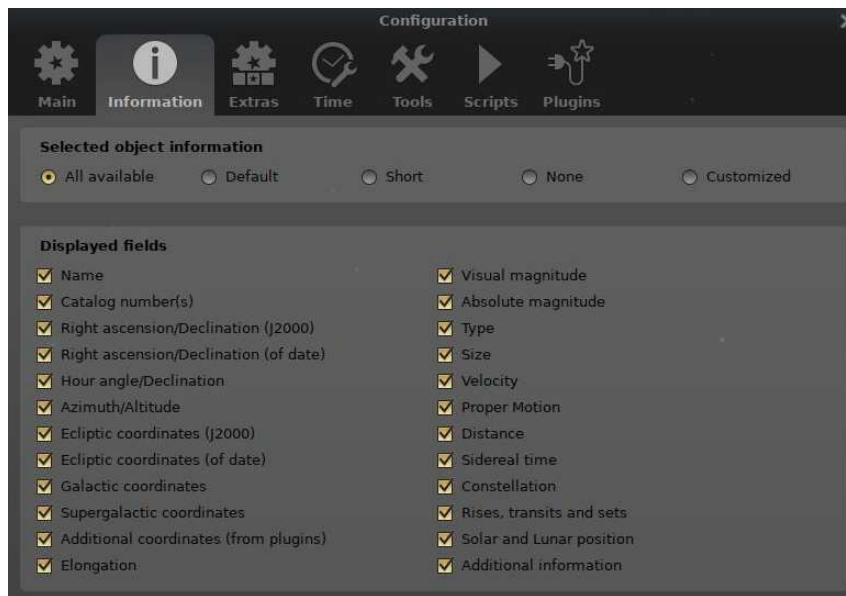 Configuration
Main Information Extras Time Tools Scripts Plugins
Selected object information
All available Default Short None Customized
Displayed fields
Name
Catalog number(s)
Right ascension/Declination (J2000)
Right ascension/Declination (of date)
Hour angle/Declination
Azimuth/Altitude
Ecliptic coordinates (J2000)
Ecliptic coordinates (of date)
Galactic coordinates
Supergalactic coordinates
Additional coordinates (from plugins)
Elongation
Visual magnitude
Absolute magnitude
Type
Size
Velocity
Proper Motion
Distance
Sidereal time
Constellation
Rises, transits and sets
Solar and Lunar position
Additional information